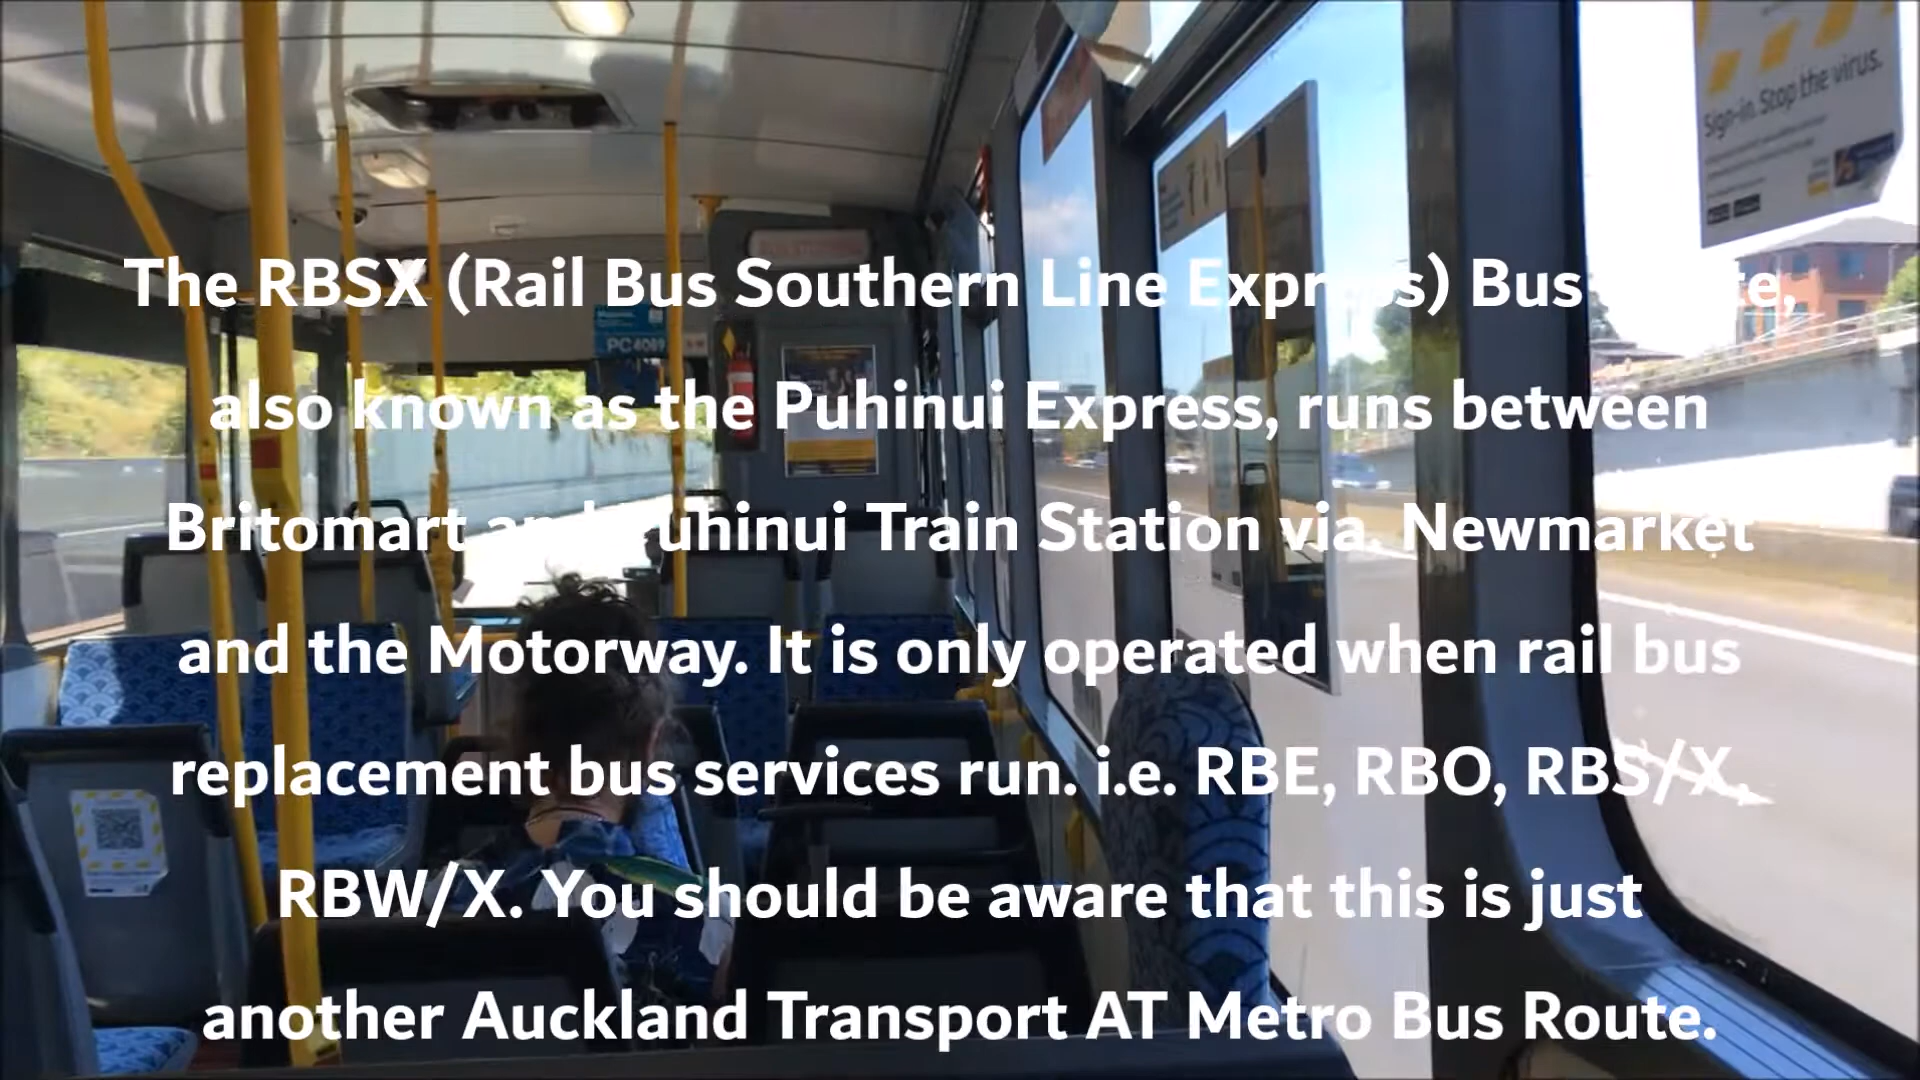 Sign-in. Stop the virus.
The RBSX (Rail Bus Southern Line Express) Bus
also known as the Puhinui Express, runs between
Britomart and Puhinui Train Station via. Newmarket
and the Motorway. It is only operated when rail bus
replacement bus services run. i.e. RBE, RBO, RBS/X,
RBW/X. You should be aware that this is just
another Auckland Transport AT Metro Bus Route.
PC4089